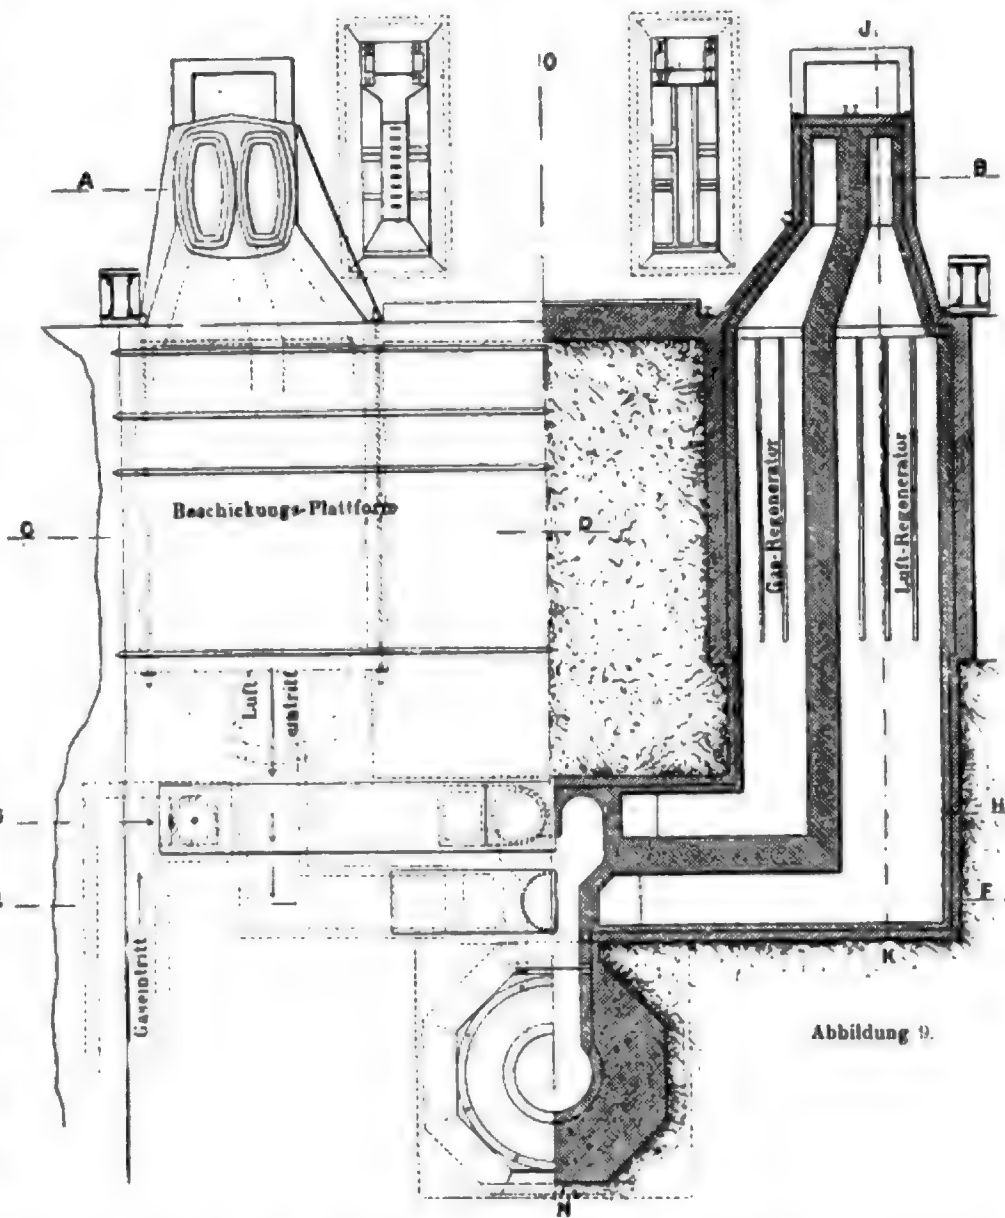 J
O
A
B
Beschickungs-Plattform
Q
D
Gas-Regenerator
Luft-Regenerator
Luft-
eintritt
H
F
K
Gaseintritt
Abbildung 9.
N